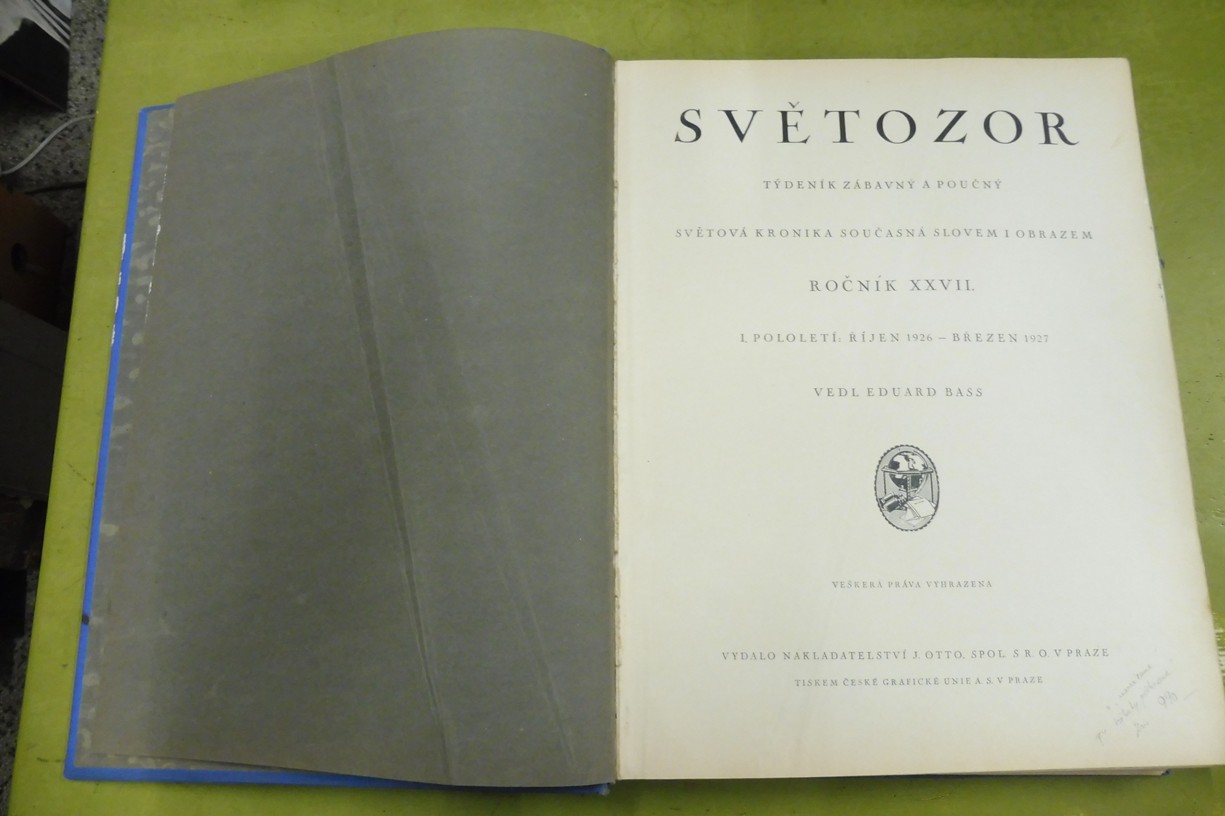 SVĚTOZOR
TÝDENÍK ZÁBAVNÝ A POUČNÝ
SVĚTOVÁ KRONIKA SOUČASNÁ SLOVEM I OBRAZEM
ROČNÍK XXVII.
I. POLOLETÍ: ŘÍJEN 1926 – BŘEZEN 1927
VEDL EDUARD BASS
VEŠKERÁ PRÁVA VYHRAZENA
VYDALO NAKLADATELSTVÍ J. OTTO, SPOL. S R. O. V PRAZE
TISKEM ČESKÉ GRAFICKÉ UNIE A. S. V PRAZE